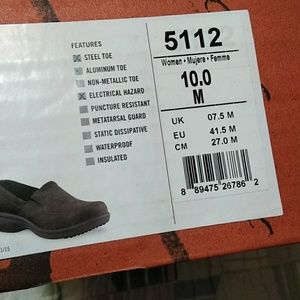 FEATURES
STEEL TOE
ALUMINUM TOE
NON-METALLIC TOE
ELECTRICAL HAZARD
PUNCTURE RESISTANT
METATARSAL GUARD
STATIC DISSIPATIVE
WATERPROOF
INSULATED
5112
Women • Mujere • Femme
10.0
M
UK 07.5 M
EU 41.5 M
CM 27.0 M
8 89475 26786 2